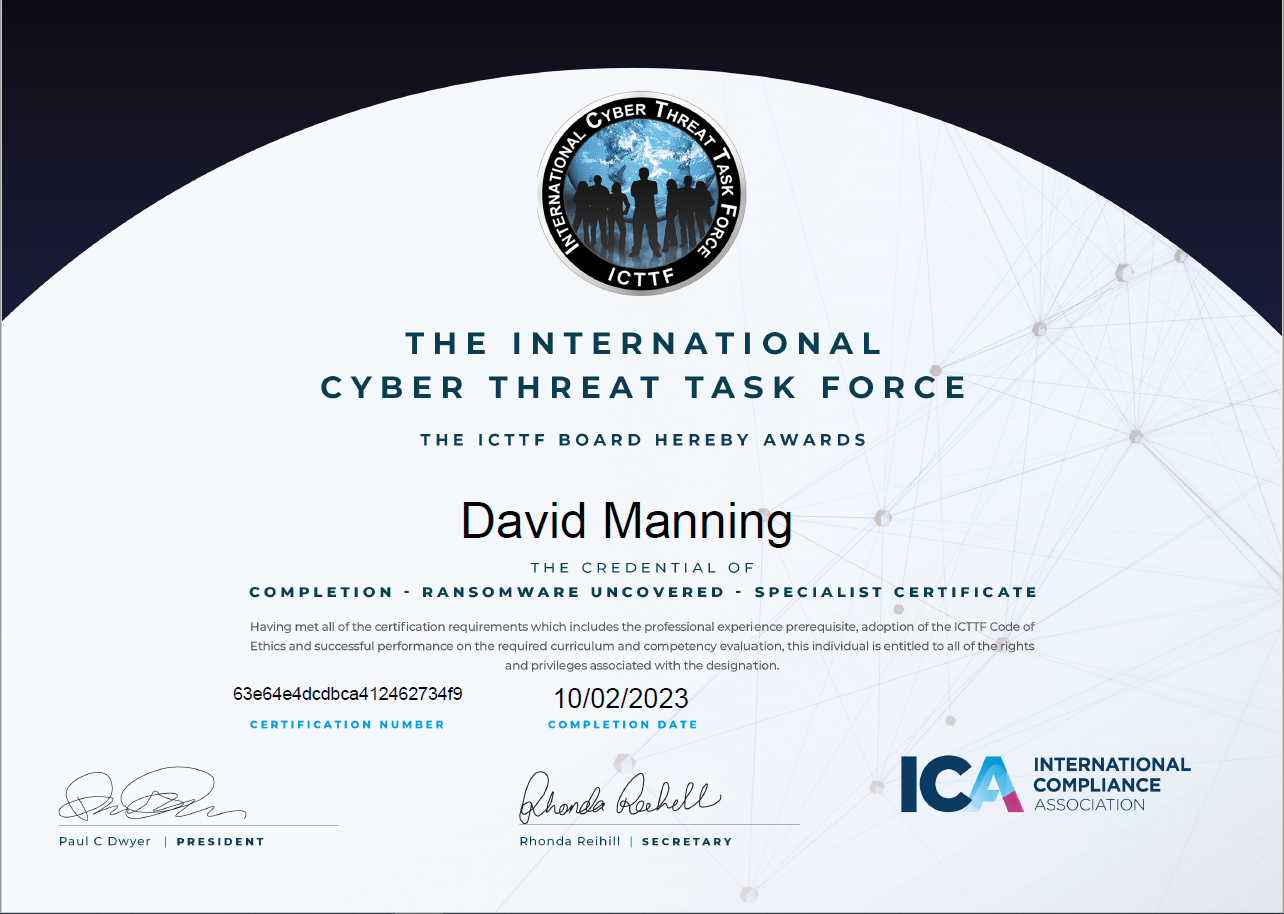 INTERNATIONAL CYBER THREAT TASK FORCE
ICTTF
THE INTERNATIONAL
CYBER THREAT TASK FORCE
THE ICTTF BOARD HEREBY AWARDS
David Manning
THE CREDENTIAL OF
COMPLETION - RANSOMWARE UNCOVERED - SPECIALIST CERTIFICATE
Having met all of the certification requirements which includes the professional experience prerequisite, adoption of the ICTTF Code of
Ethics and successful performance on the required curriculum and competency evaluation, this individual is entitled to all of the rights
and privileges associated with the designation.
63e64e4dcdbca412462734f9
CERTIFICATION NUMBER
10/02/2023
COMPLETION DATE
Rhonda Reihill
Paul C Dwyer | PRESIDENT
Rhonda Reihill | SECRETARY
ICA INTERNATIONAL
COMPLIANCE
ASSOCIATION